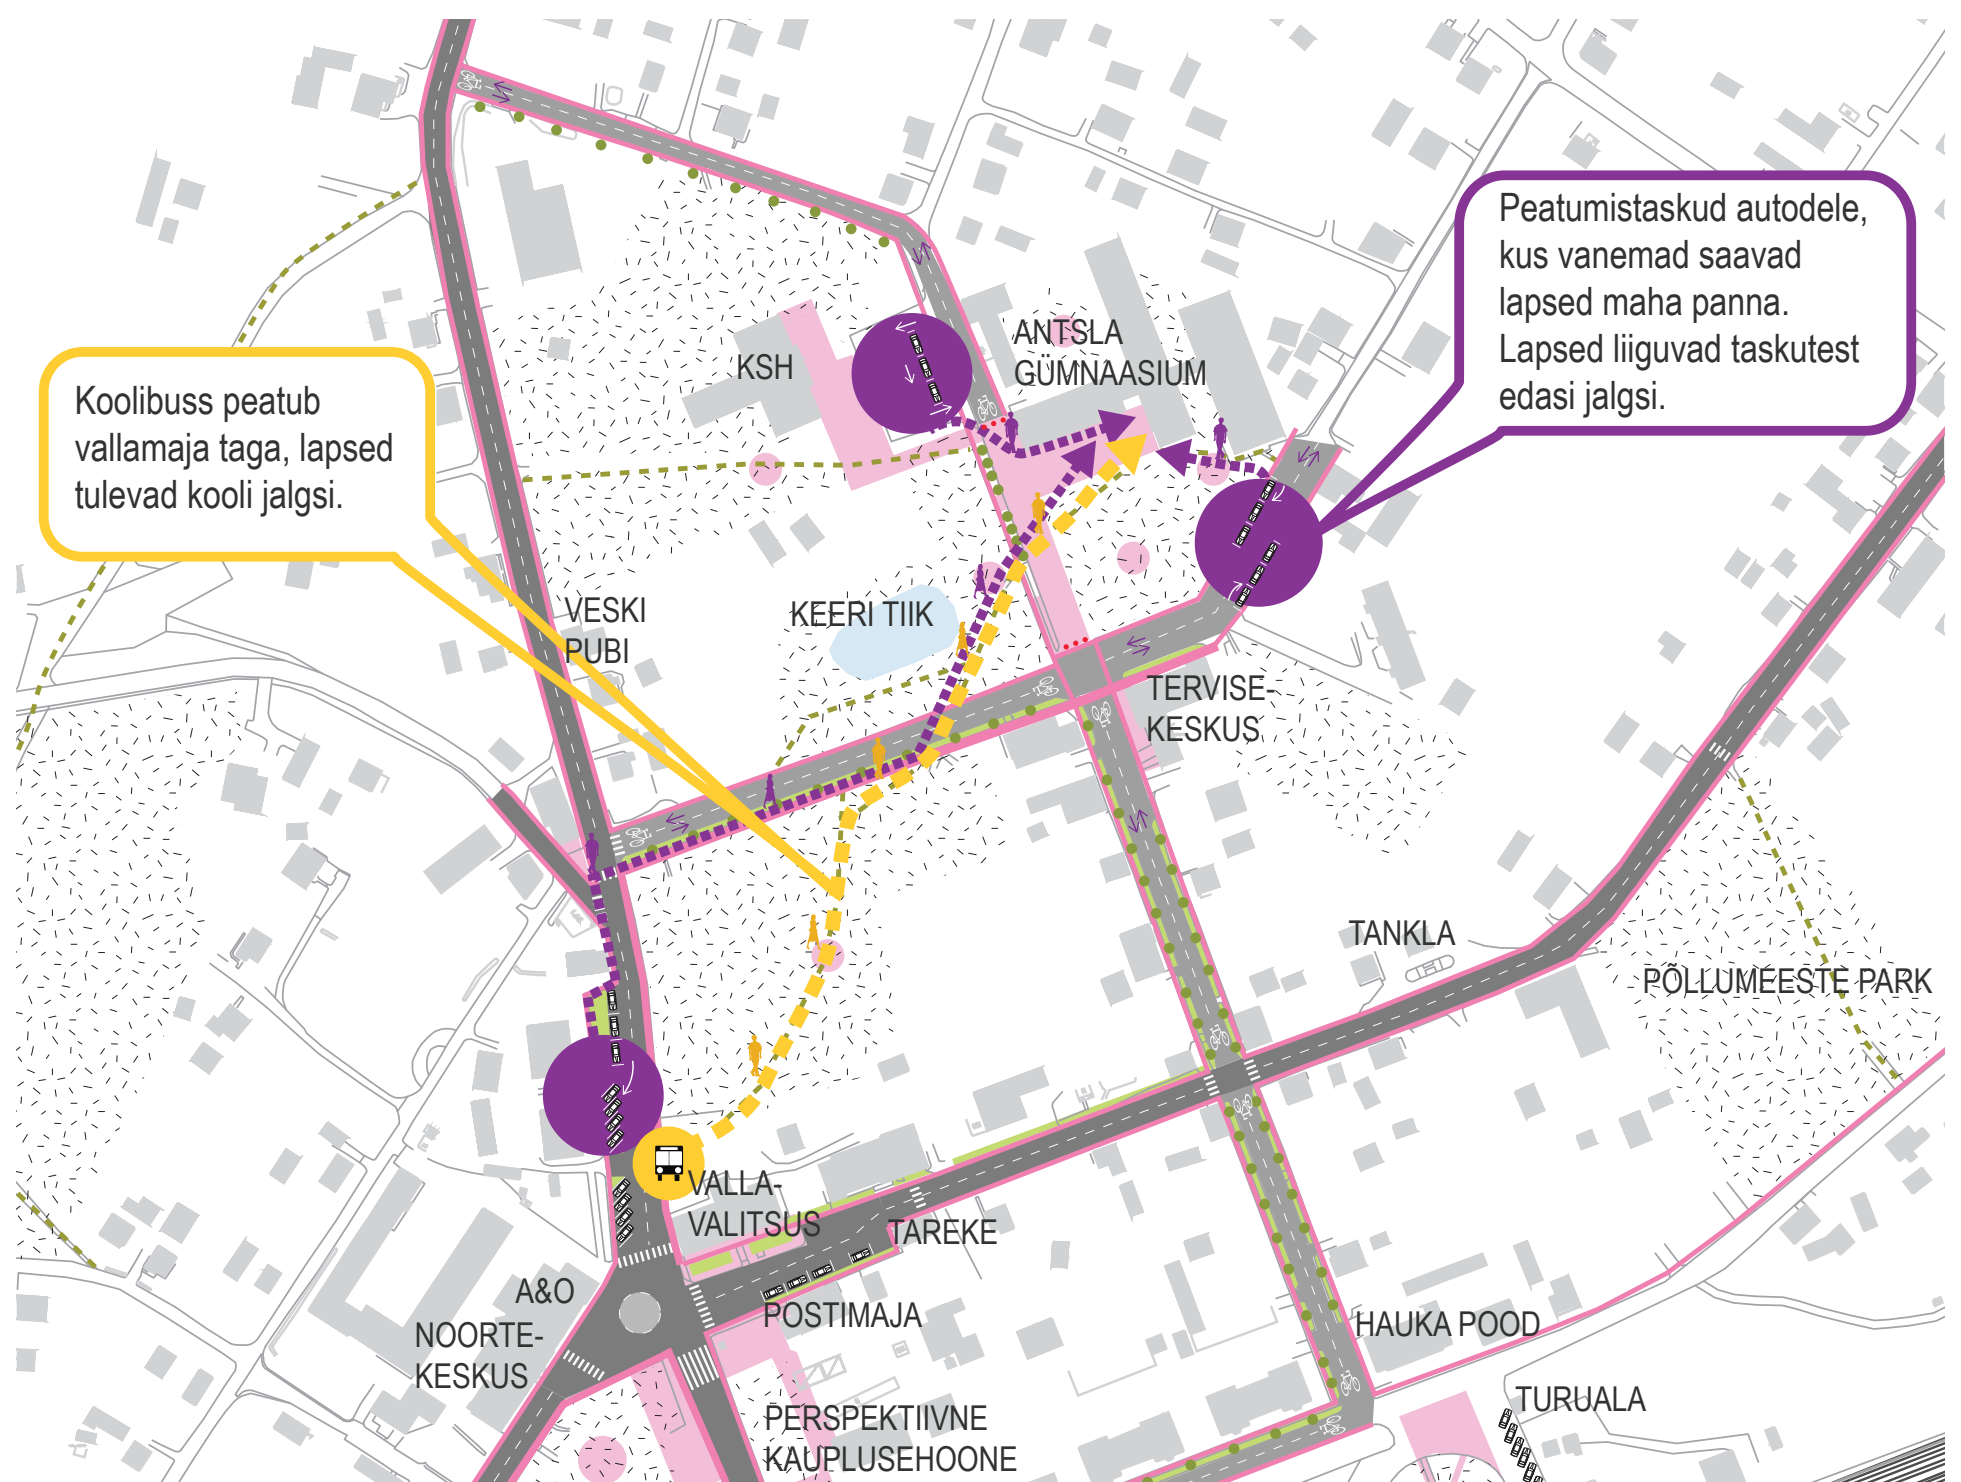 Peatumistaskud autodele,
kus vanemad saavad
lapsed maha panna.
Lapsed liiguvad taskutest
edasi jalgsi.
ANTSLA
GÜMNAASIUM
KSH
Koolibuss peatub
vallamaja taga, lapsed
tulevad kooli jalgsi.
VESKI
PUBI
KEERI TIIK
TERVISE-
KESKUS
TANKLA
PÕLLUMEESTE PARK
VALLA-
VALITSUS
TAREKE
A&O
POSTIMAJA
NOORTE-
KESKUS
HAUKA POOD
TURUALA
PERSPEKTIIVNE
KAUPLUSEHOONE